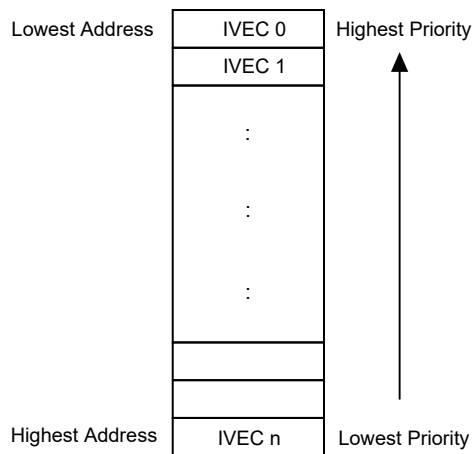 Lowest Address IVEC 0 Highest Priority
IVEC 1
:
:
:
Highest Address IVEC n Lowest Priority